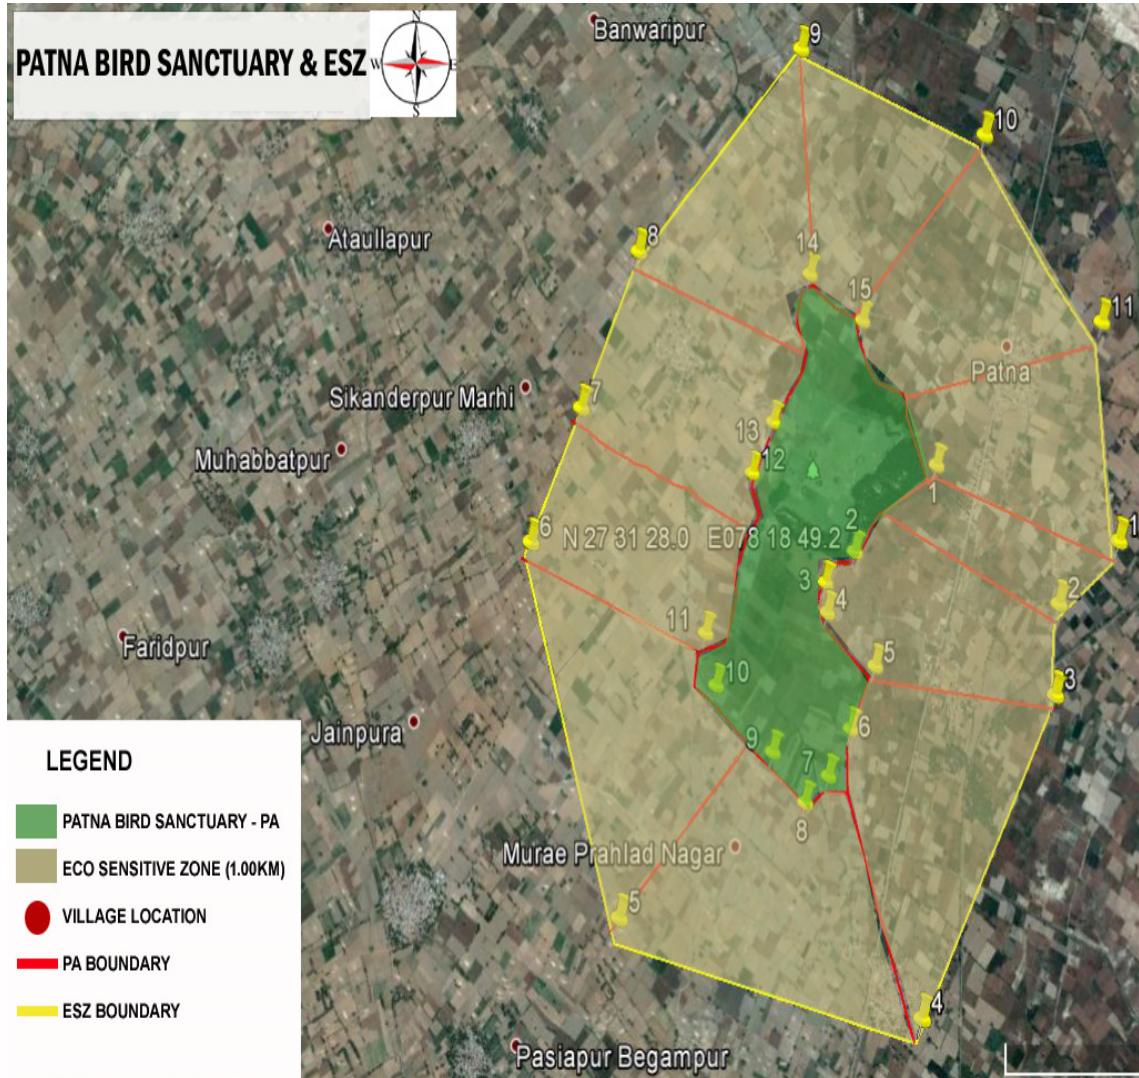 PATNA BIRD SANCTUARY & ESZ
N
W E
S
Banwaripur
9
10
Ataullapur
8
14
15
11
Patna
Sikanderpur Marhi
7
13
Muhabbatpur
12
1
6
N 27 31 28.0 E078 18 49.2
2
1
3
4
2
Faridpur
11
5
10
3
Jainpura
6
9
7
8
Murae Prahlad Nagar
5
4
Pasiapur Begampur
LEGEND
PATNA BIRD SANCTUARY - PA
ECO SENSITIVE ZONE (1.00KM)
VILLAGE LOCATION
PA BOUNDARY
ESZ BOUNDARY